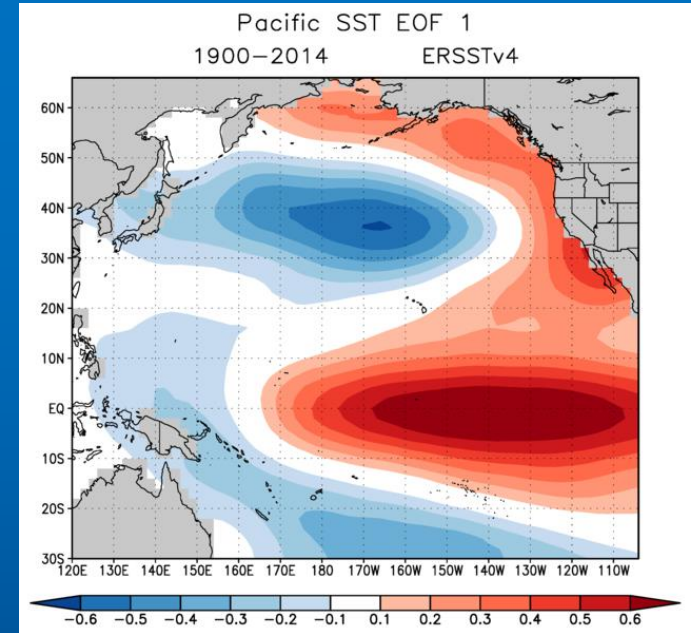 Pacific SST EOF 1
1900−2014 ERSSTv4
60N
50N
40N
30N
20N
10N
EQ
10S
20S
30S
120E 130E 140E 150E 160E 170E 180 170W 160W 150W 140W 130W 120W 110W
−0.6 −0.5 −0.4 −0.3 −0.2 −0.1 0.1 0.2 0.3 0.4 0.5 0.6